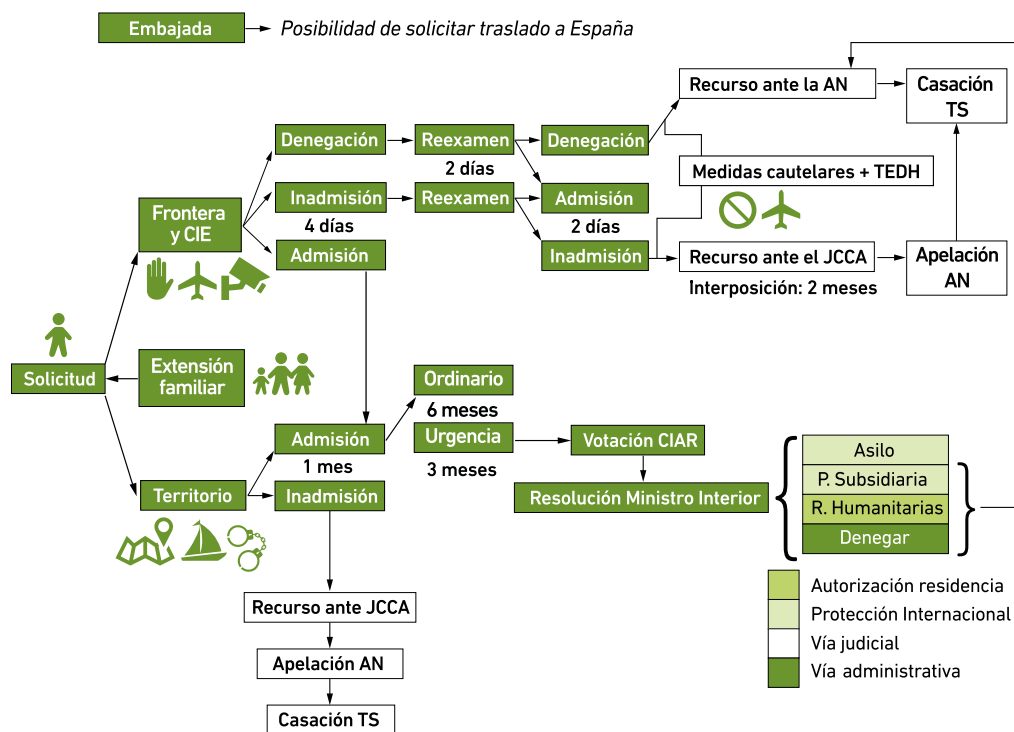 Embajada
Posibilidad de solicitar traslado a España
Recurso ante la AN
Casación
TS
Denegación
Reexamen
2 días
Denegación
Medidas cautelares + TEDH
Inadmisión
4 días
Reexamen
Admisión
2 días
Frontera
y CIE
Admisión
Inadmisión
Recurso ante el JCCA
Interposición: 2 meses
Apelación
AN
Solicitud
Extensión
familiar
Ordinario
6 meses
Admisión
1 mes
Urgencia
3 meses
Votación CIAR
Territorio
Inadmisión
Resolución Ministro Interior
Asilo
P. Subsidiaria
R. Humanitarias
Denegar
Autorización residencia
Protección Internacional
Vía judicial
Vía administrativa
Recurso ante JCCA
Apelación AN
Casación TS